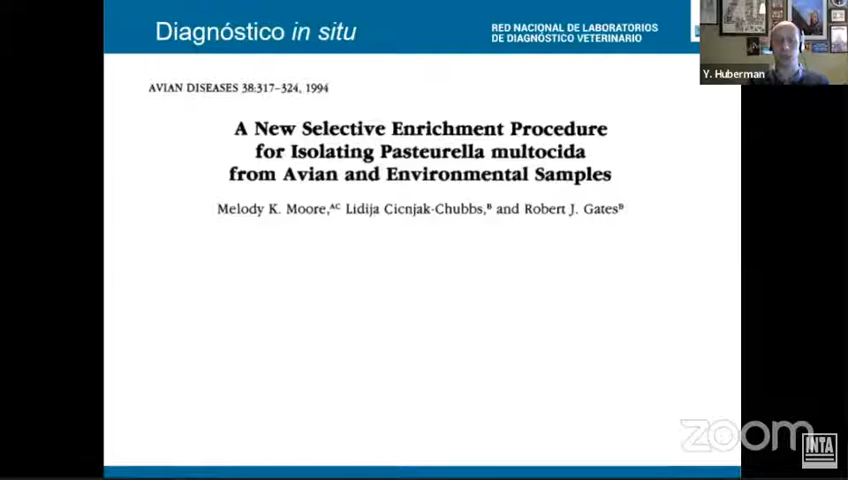 Diagnóstico in situ
RED NACIONAL DE LABORATORIOS
DE DIAGNÓSTICO VETERINARIO
Y. Huberman
AVIAN DISEASES 38:317–324, 1994
A New Selective Enrichment Procedure
for Isolating Pasteurella multocida
from Avian and Environmental Samples
Melody K. Moore,ᴬᶜ Lidija Cicnjak-Chubbs,ᴮ and Robert J. Gatesᴮ
zoom
INTA